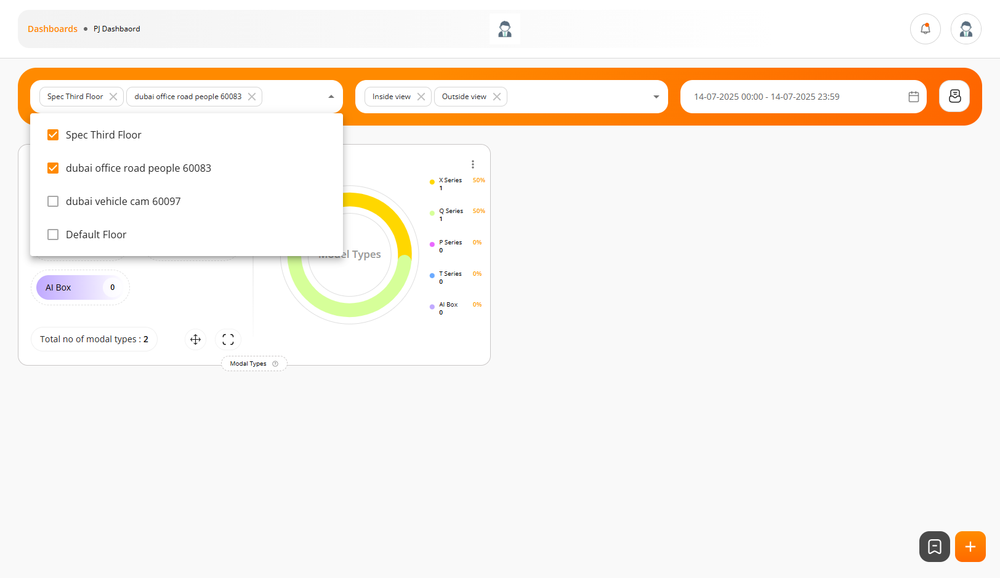 Dashboards
PJ Dashbaord
Spec Third Floor
dubai office road people 60083
Inside view
Outside view
14-07-2025 00:00 - 14-07-2025 23:59
Spec Third Floor
dubai office road people 60083
dubai vehicle cam 60097
Default Floor
X Series 50%
1
Q Series 50%
1
P Series 0%
0
T Series 0%
0
AI Box 0%
0
Model Types
AI Box 0
Total no of modal types : 2
Modal Types